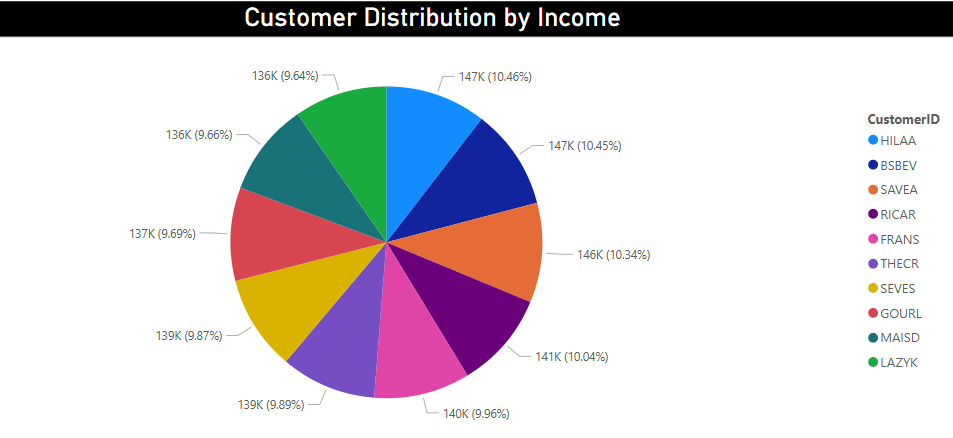 Customer Distribution by Income
136K (9.64%)
147K (10.46%)
136K (9.66%)
147K (10.45%)
137K (9.69%)
146K (10.34%)
139K (9.87%)
141K (10.04%)
139K (9.89%)
140K (9.96%)
CustomerID
HILAA
BSBEV
SAVEA
RICAR
FRANS
THECR
SEVES
GOURL
MAISD
LAZYK